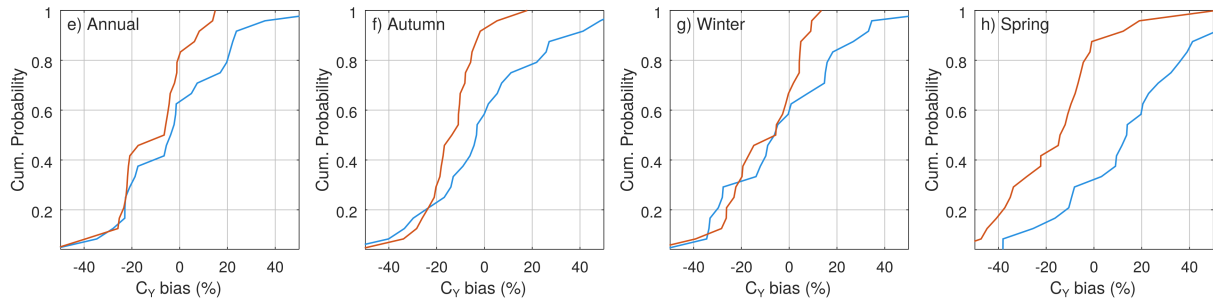 e) Annual
f) Autumn
g) Winter
h) Spring
Cum. Probability
1
0.8
0.6
0.4
0.2
-40 -20 0 20 40
C_Y bias (%)
Cum. Probability
1
0.8
0.6
0.4
0.2
-40 -20 0 20 40
C_Y bias (%)
Cum. Probability
1
0.8
0.6
0.4
0.2
-40 -20 0 20 40
C_Y bias (%)
Cum. Probability
1
0.8
0.6
0.4
0.2
-40 -20 0 20 40
C_Y bias (%)